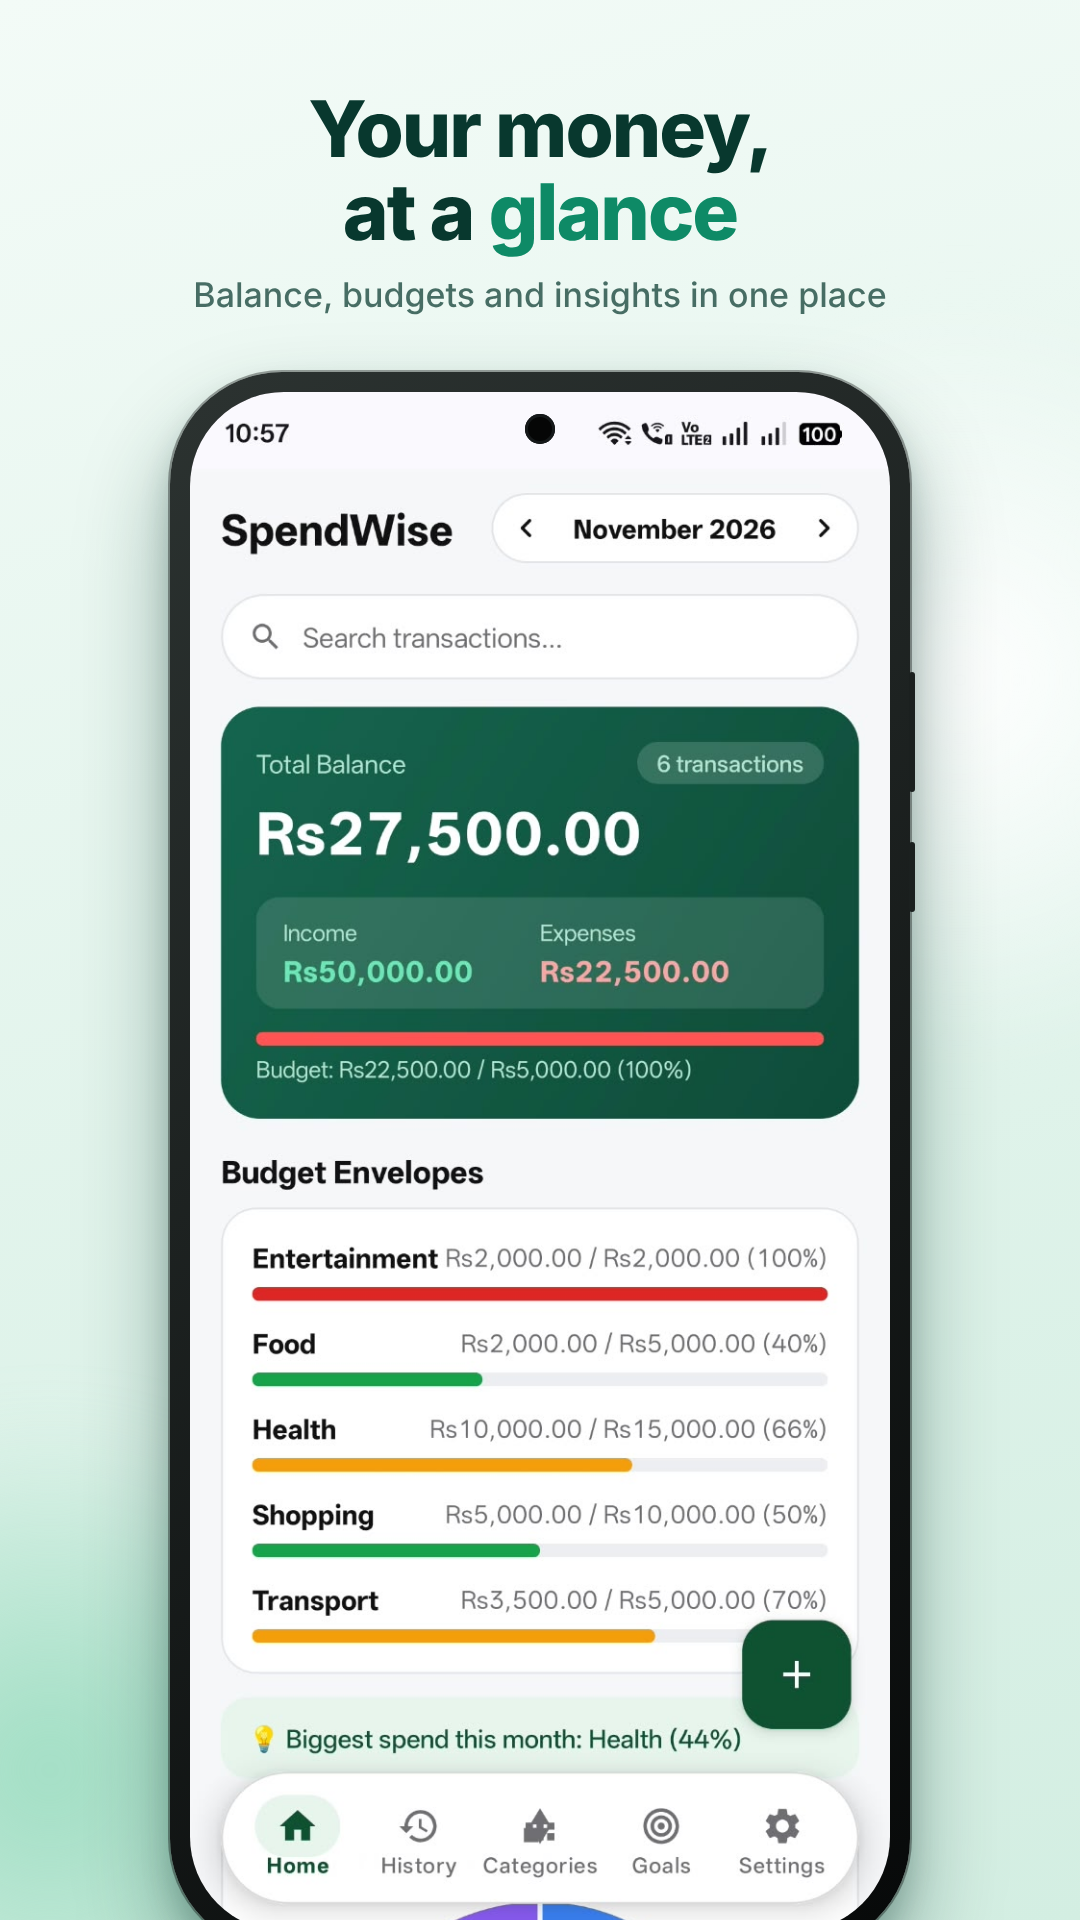 Your money,
at a glance
Balance, budgets and insights in one place
10:57
Vo
LTE2
100
SpendWise
November 2026
Search transactions...
Total Balance
6 transactions
Rs27,500.00
Income
Expenses
Rs50,000.00
Rs22,500.00
Budget: Rs22,500.00 / Rs5,000.00 (100%)
Budget Envelopes
Entertainment Rs2,000.00 / Rs2,000.00 (100%)
Food Rs2,000.00 / Rs5,000.00 (40%)
Health Rs10,000.00 / Rs15,000.00 (66%)
Shopping Rs5,000.00 / Rs10,000.00 (50%)
Transport Rs3,500.00 / Rs5,000.00 (70%)
+
💡 Biggest spend this month: Health (44%)
Home
History
Categories
Goals
Settings